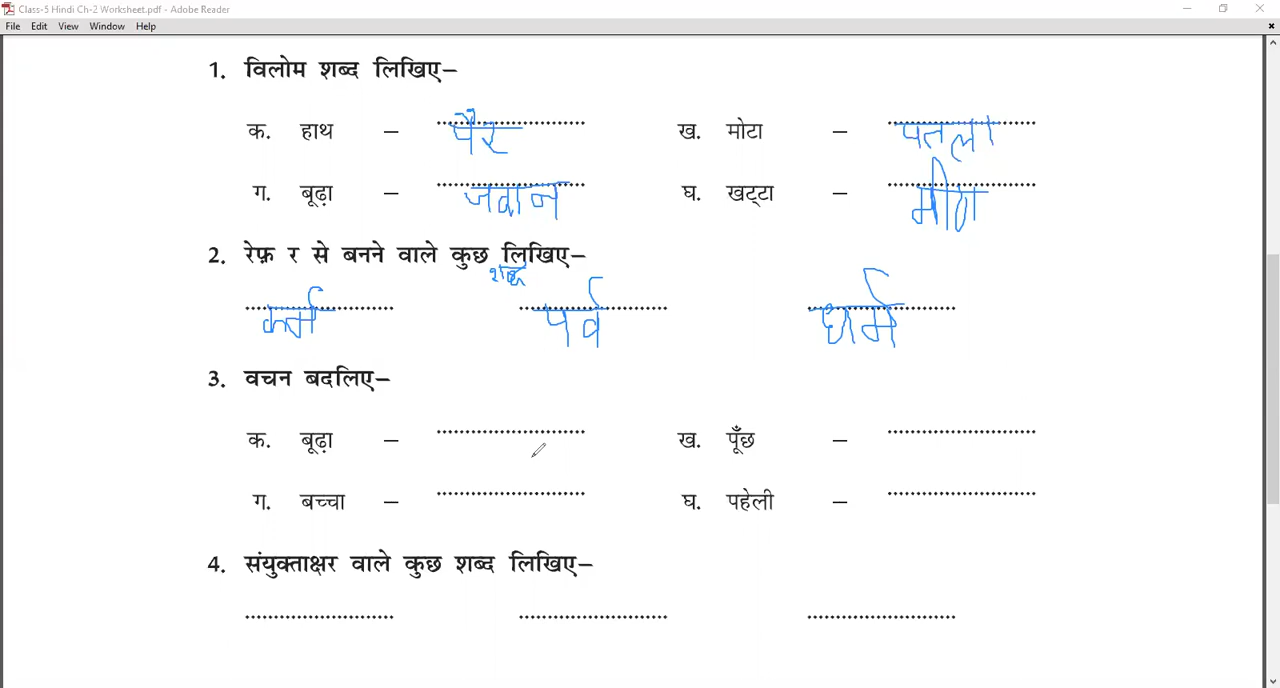 Class-5 Hindi Ch-2 Worksheet.pdf - Adobe Reader
File Edit View Window Help
1. विलोम शब्द लिखिए–
क. हाथ – पैर ख. मोटा – पतला
ग. बूढ़ा – जवान घ. खट्टा – मीठा
2. रेफ़ र से बनने वाले कुछ लिखिए–
शब्द
कर्म पर्व धर्म
3. वचन बदलिए–
क. बूढ़ा – ख. पूँछ –
ग. बच्चा – घ. पहेली –
4. संयुक्ताक्षर वाले कुछ शब्द लिखिए–